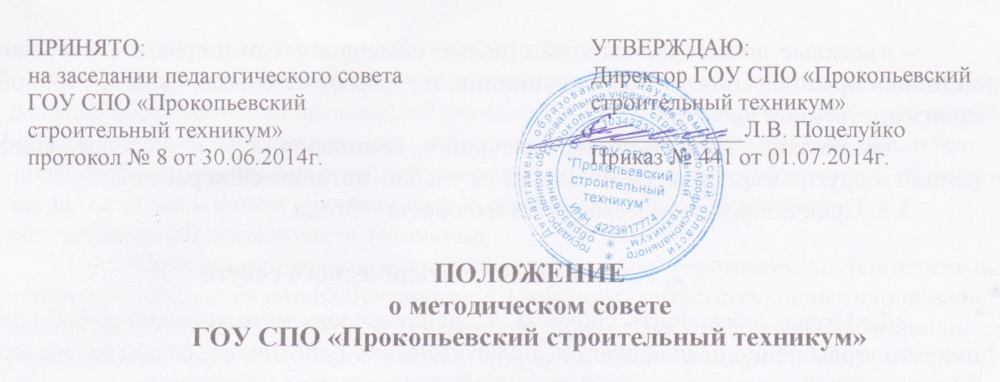 ПРИНЯТО:
на заседании педагогического совета
ГОУ СПО «Прокопьевский
строительный техникум»
протокол № 8 от 30.06.2014г.
УТВЕРЖДАЮ:
Директор ГОУ СПО «Прокопьевский
строительный техникум»
Л.В. Поцелуйко
Приказ № 44/1 от 01.07.2014г.
"Прокопьевский
строительный
техникум"
ИНН 4223017774
ПОЛОЖЕНИЕ
о методическом совете
ГОУ СПО «Прокопьевский строительный техникум»